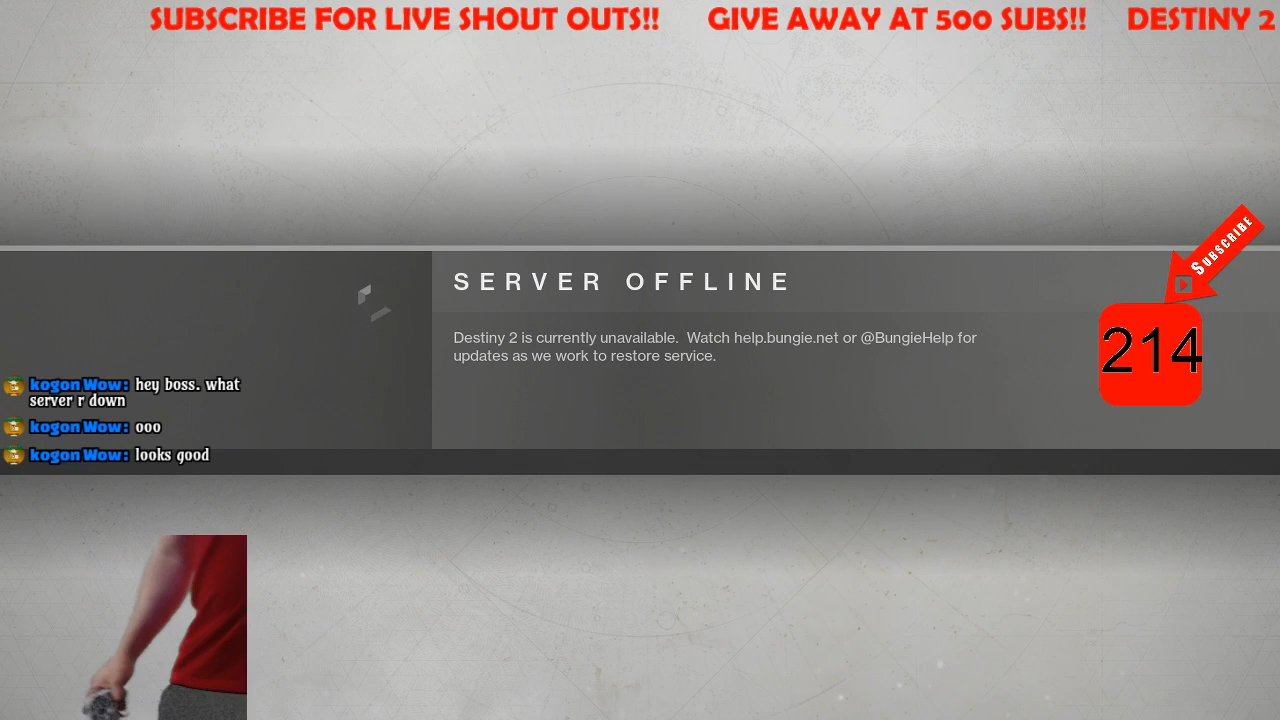 SUBSCRIBE FOR LIVE SHOUT OUTS!! GIVE AWAY AT 500 SUBS!! DESTINY 2
SUBSCRIBE
SERVER OFFLINE
Destiny 2 is currently unavailable. Watch help.bungie.net or @BungieHelp for
updates as we work to restore service.
214
kogon Wow: hey boss. what
server r down
kogon Wow: ooo
kogon Wow: looks good